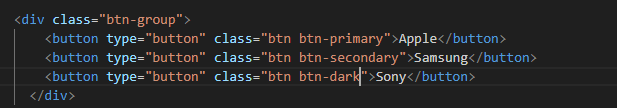 <div class="btn-group">
<button type="button" class="btn btn-primary">Apple</button>
<button type="button" class="btn btn-secondary">Samsung</button>
<button type="button" class="btn btn-dark">Sony</button>
</div>